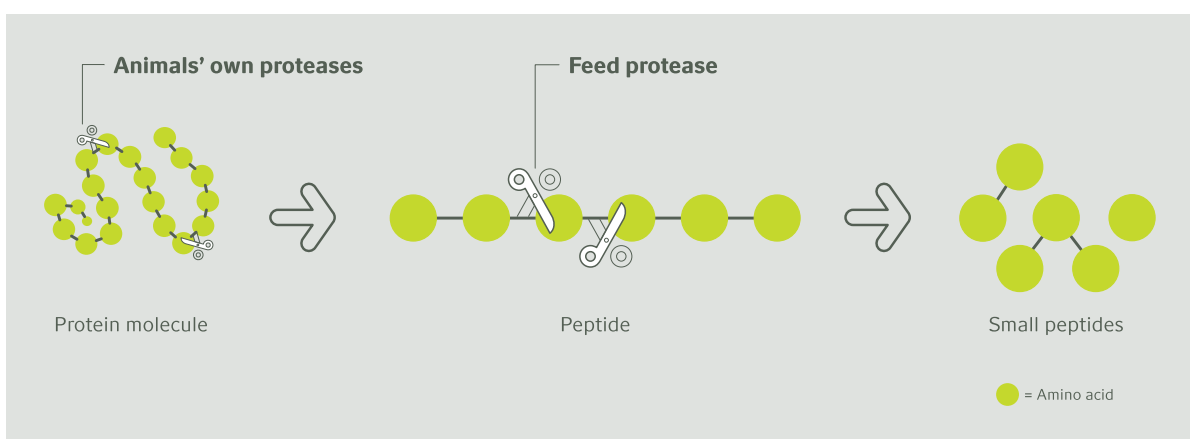 Animals’ own proteases
Feed protease
Protein molecule
Peptide
Small peptides
= Amino acid